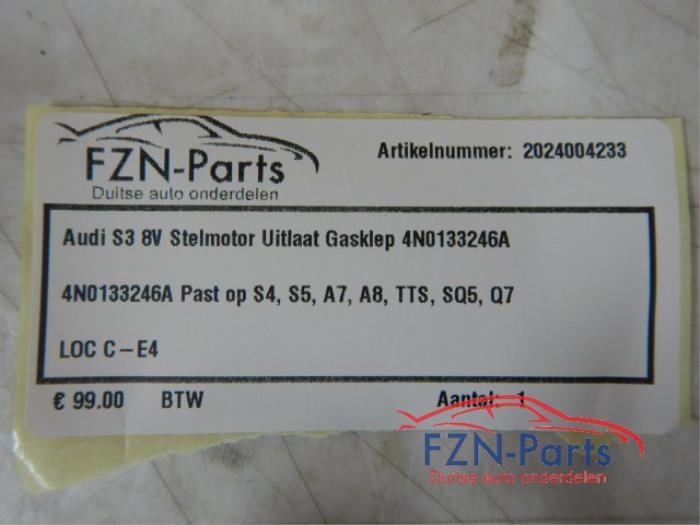 FZN-Parts
Duitse auto onderdelen
Artikelnummer: 2024004233
Audi S3 8V Stelmotor Uitlaat Gasklep 4N0133246A
4N0133246A Past op S4, S5, A7, A8, TTS, SQ5, Q7
LOC C-E4
€ 99.00 BTW Aantal: 1
FZN-Parts
Duitse auto onderdelen